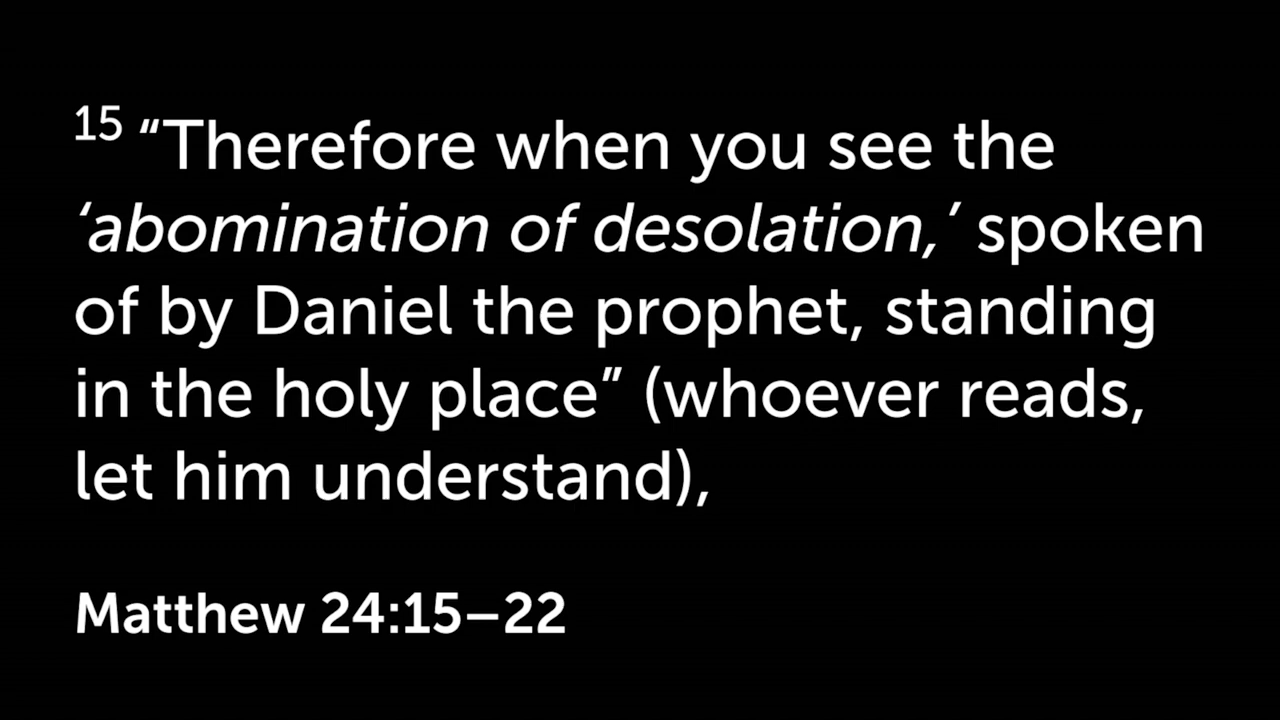 15 “Therefore when you see the
‘abomination of desolation,’ spoken
of by Daniel the prophet, standing
in the holy place” (whoever reads,
let him understand),
Matthew 24:15–22